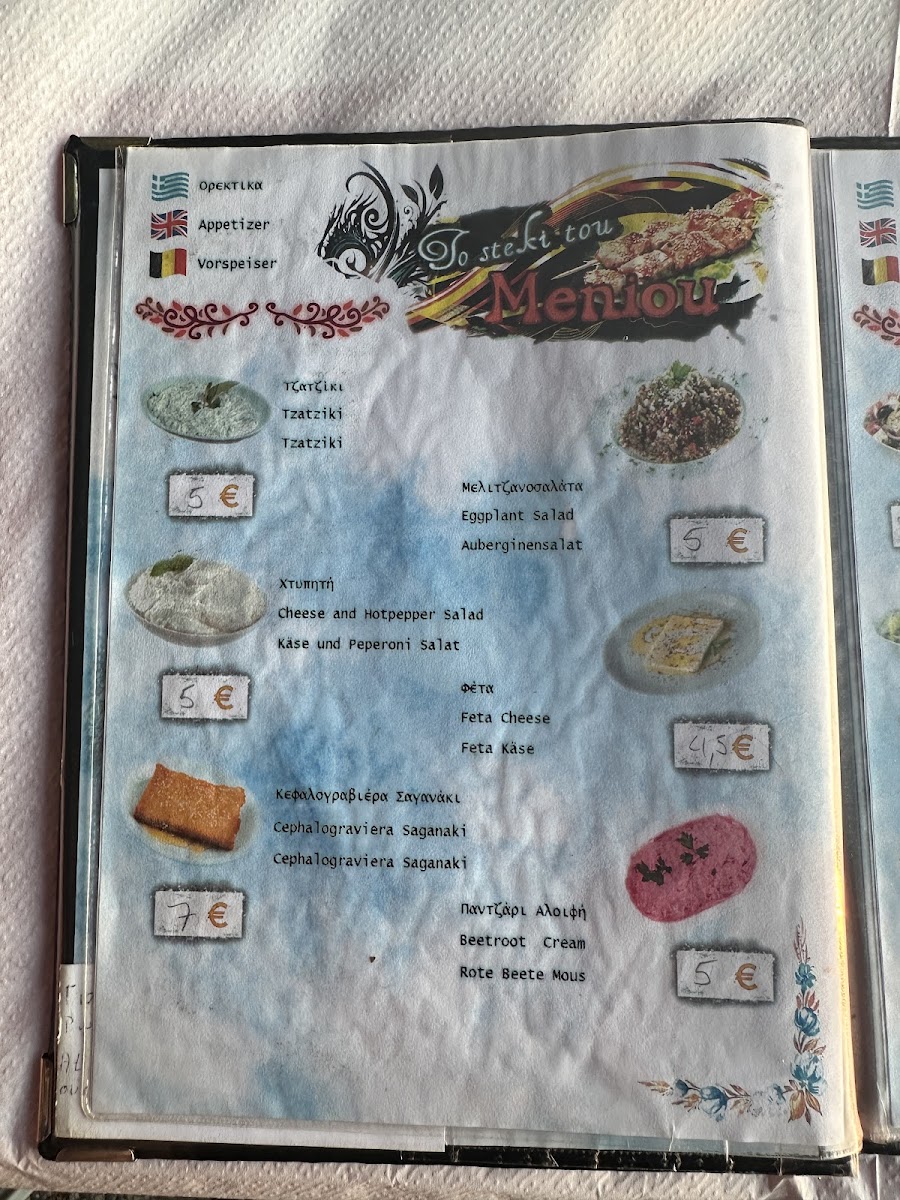 Ορεκτικα
Appetizer
Vorspeiser
To steki tou
Meniou
Τζατζίκι
Tzatziki
Tzatziki
5 €
Μελιτζανοσαλάτα
Eggplant Salad
Auberginensalat
5 €
Χτυπητή
Cheese and Hotpepper Salad
Käse und Peperoni Salat
5 €
Φέτα
Feta Cheese
Feta Käse
4,5€
Κεφαλογραβιέρα Σαγανάκι
Cephalograviera Saganaki
Cephalograviera Saganaki
7 €
Παντζάρι Αλοιφή
Beetroot Cream
Rote Beete Mous
5 €